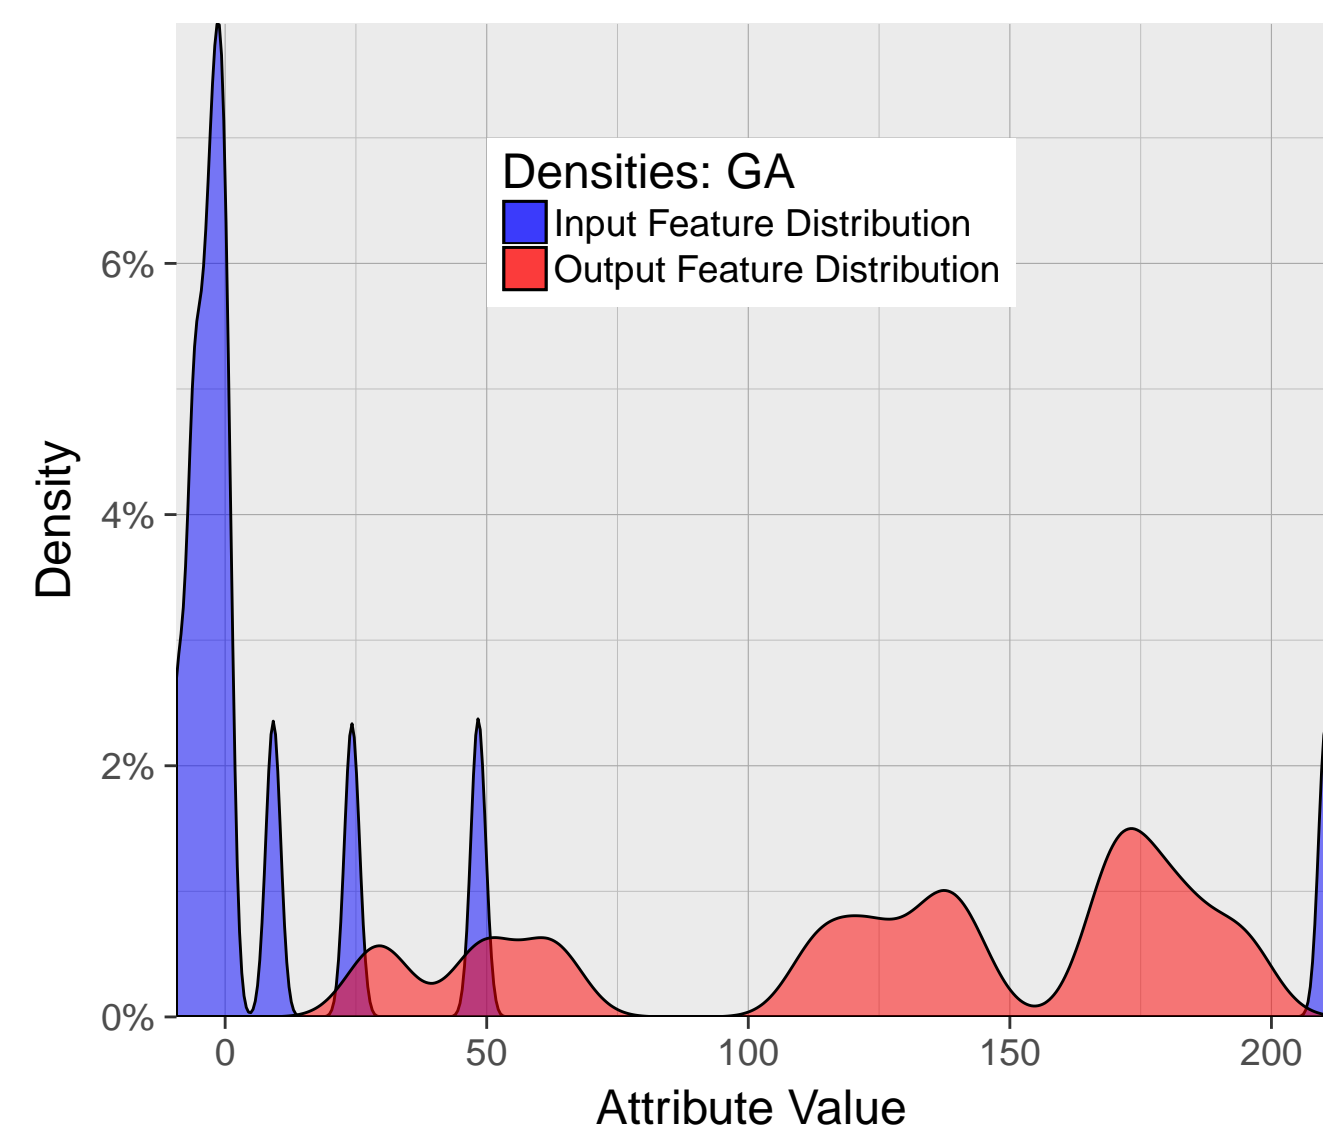 Densities: GA
Input Feature Distribution
Output Feature Distribution
6%
4%
2%
0%
Density
0 50 100 150 200
Attribute Value